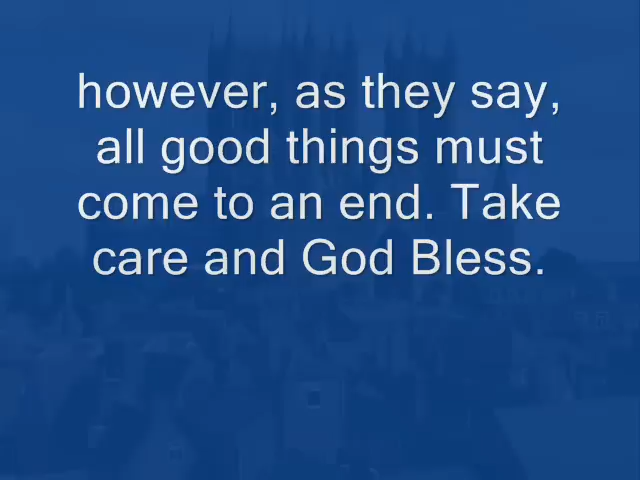 however, as they say,
all good things must
come to an end. Take
care and God Bless.